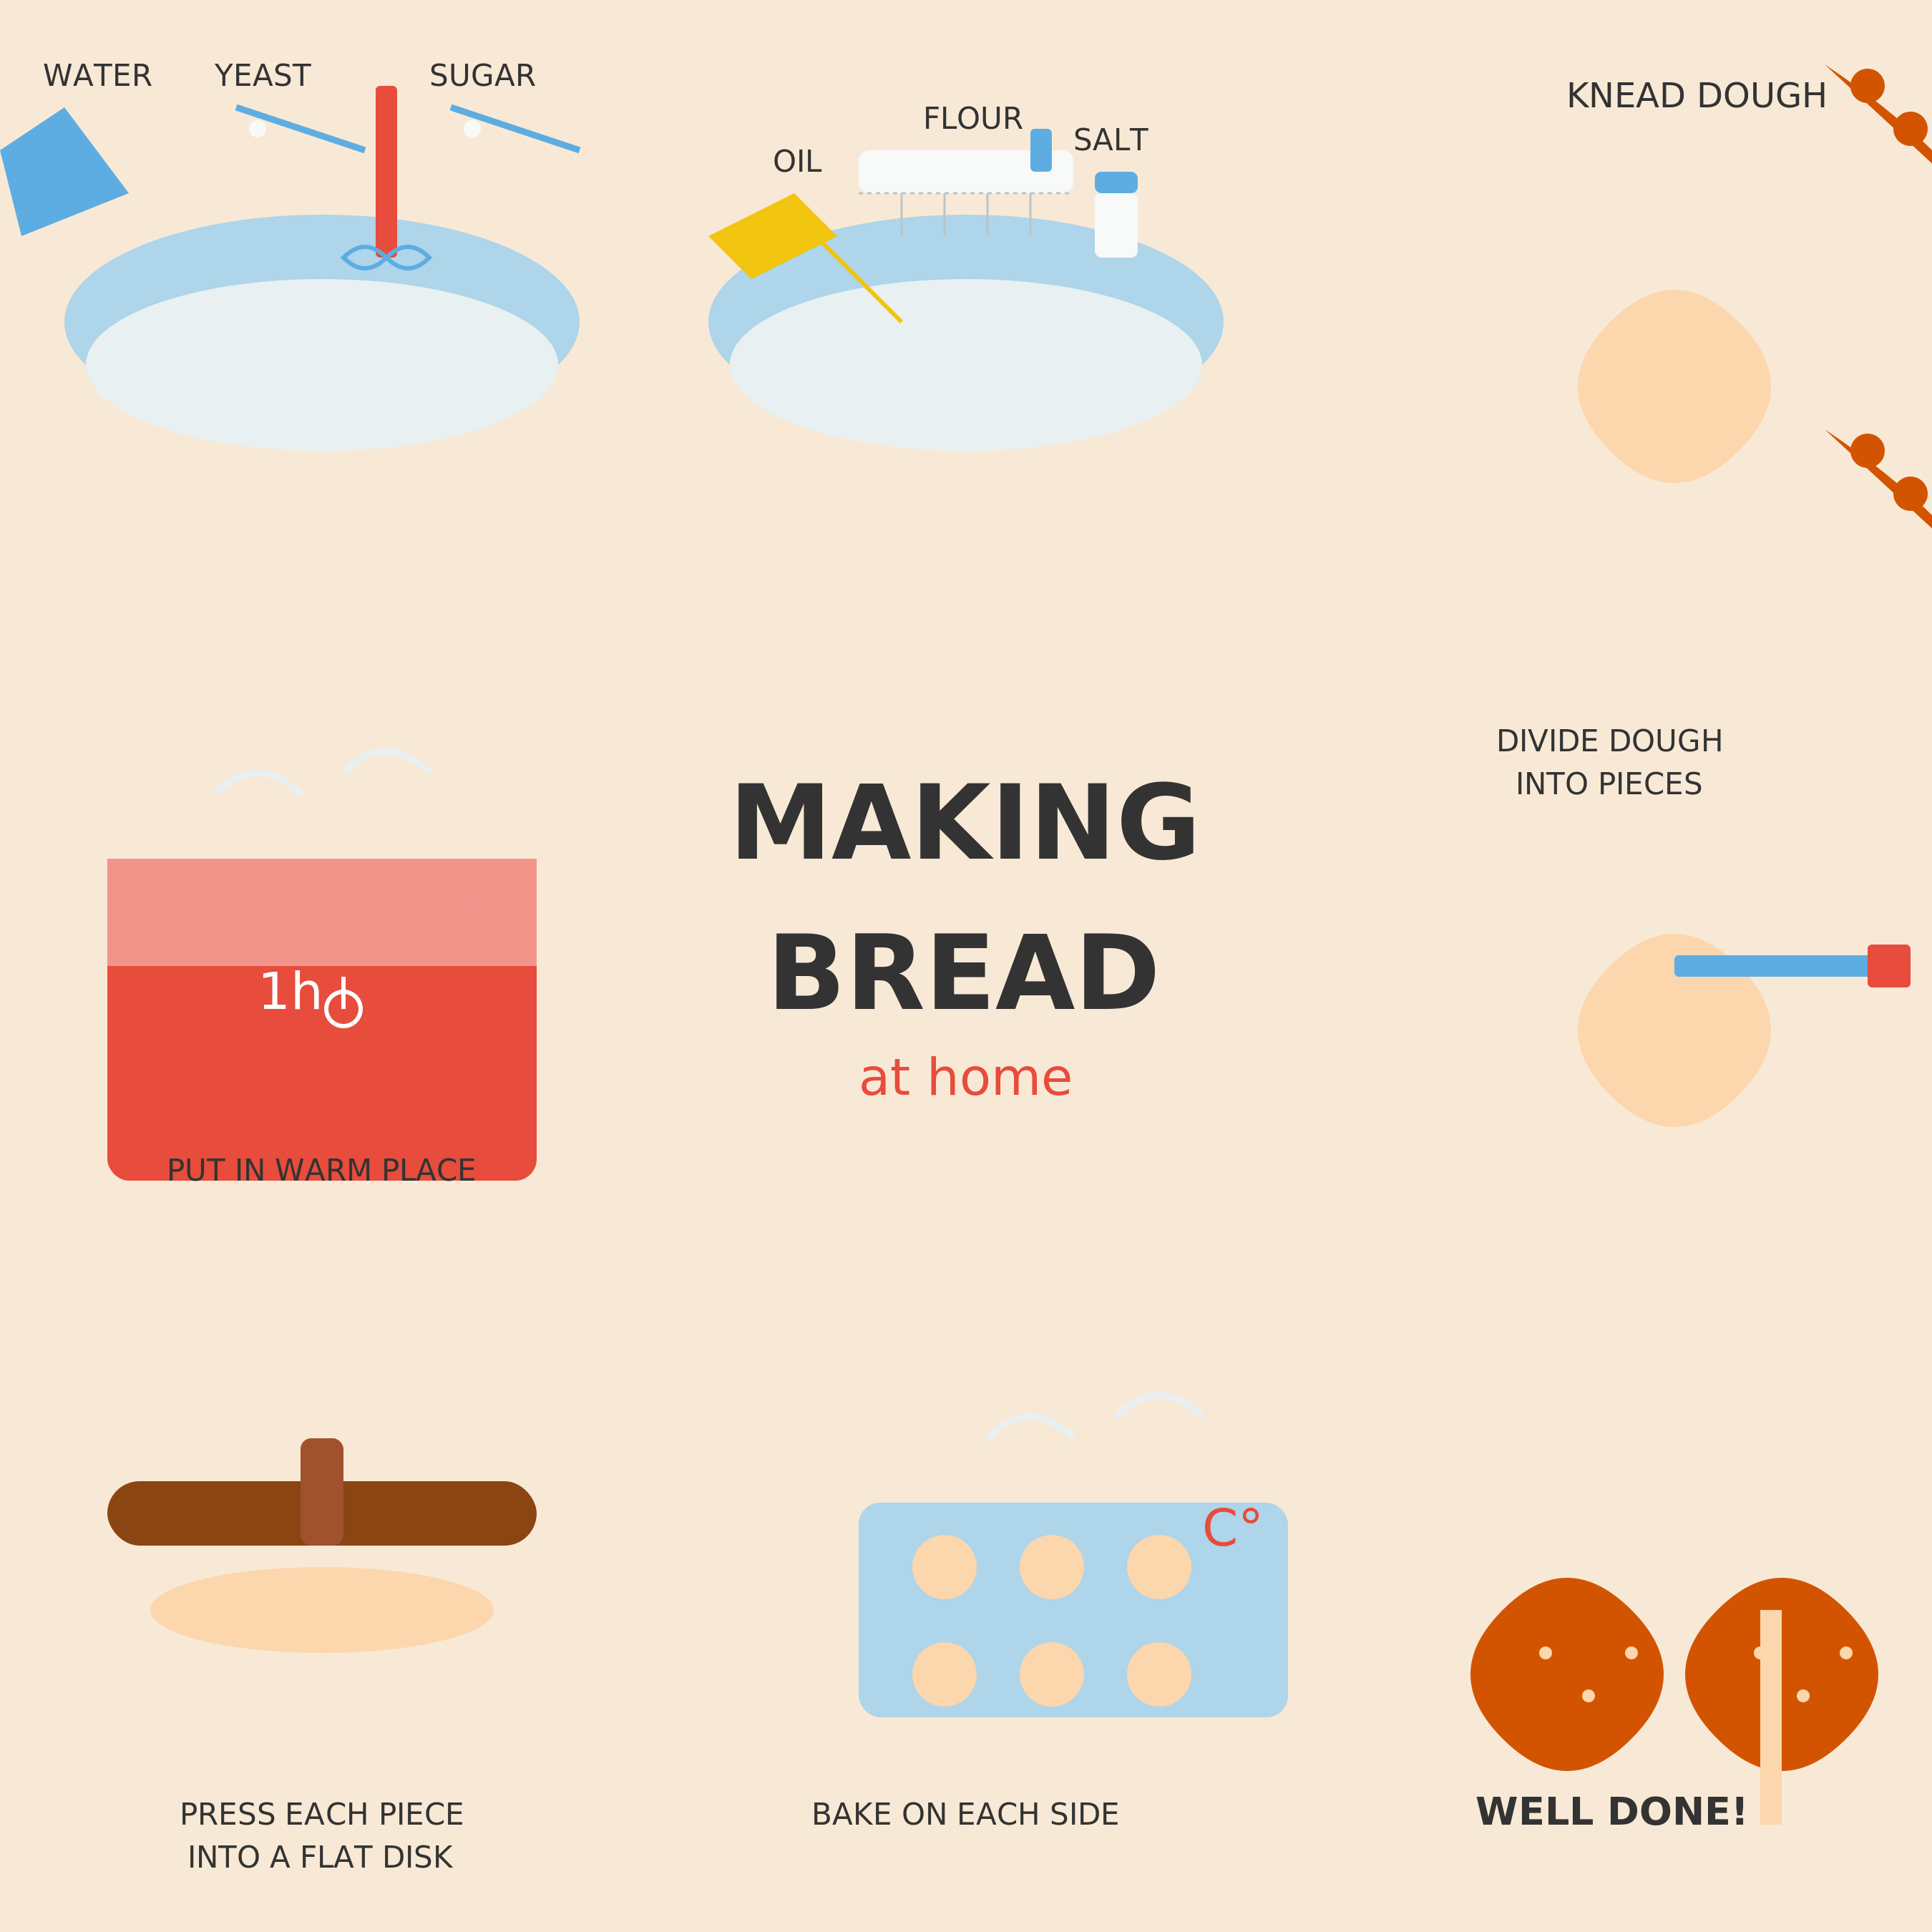 WATER YEAST SUGAR
OIL FLOUR SALT
KNEAD DOUGH
1h
PUT IN WARM PLACE
MAKING
BREAD
at home
DIVIDE DOUGH
INTO PIECES
PRESS EACH PIECE
INTO A FLAT DISK
C°
BAKE ON EACH SIDE
WELL DONE!